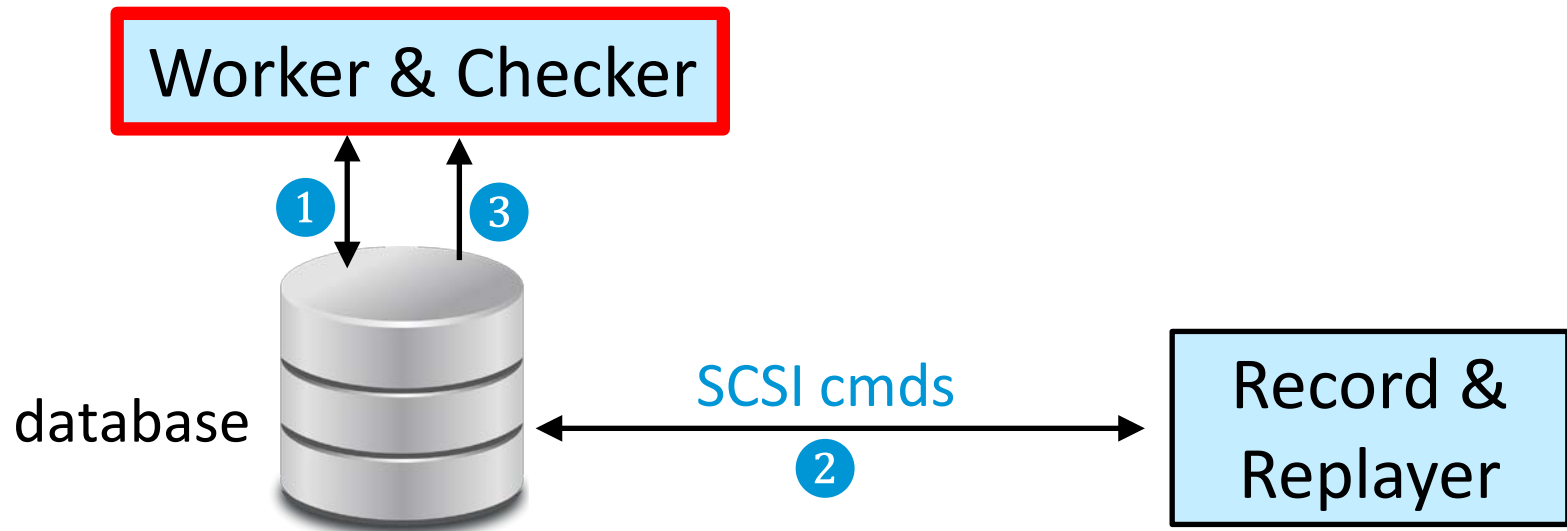 Worker & Checker
1
3
SCSI cmds
database
2
Record &
Replayer